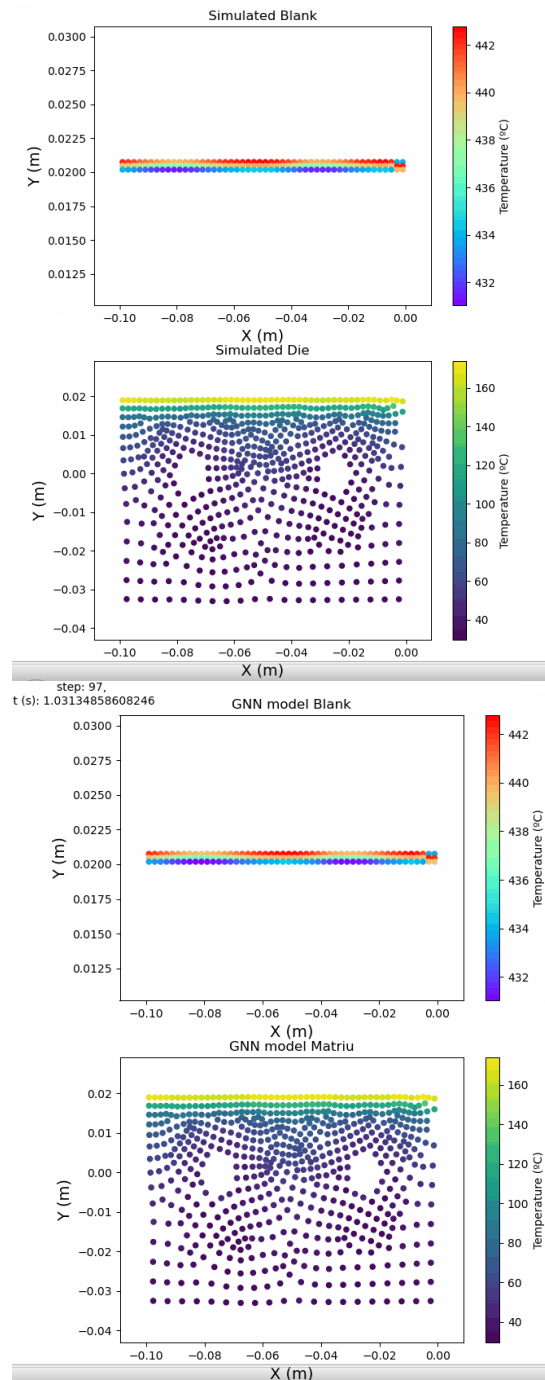 Simulated Blank
0.0300
0.0275
0.0250
0.0225
0.0200
0.0175
0.0150
0.0125
Y (m)
−0.10 −0.08 −0.06 −0.04 −0.02 0.00
X (m)
442
440
438
436
434
432
Temperature (ºC)
Simulated Die
0.02
0.01
0.00
−0.01
−0.02
−0.03
−0.04
Y (m)
−0.10 −0.08 −0.06 −0.04 −0.02 0.00
X (m)
160
140
120
100
80
60
40
Temperature (ºC)
step: 97,
t (s): 1.03134858608246
GNN model Blank
0.0300
0.0275
0.0250
0.0225
0.0200
0.0175
0.0150
0.0125
Y (m)
−0.10 −0.08 −0.06 −0.04 −0.02 0.00
X (m)
442
440
438
436
434
432
Temperature (ºC)
GNN model Matriu
0.02
0.01
0.00
−0.01
−0.02
−0.03
−0.04
Y (m)
−0.10 −0.08 −0.06 −0.04 −0.02 0.00
X (m)
160
140
120
100
80
60
40
Temperature (ºC)